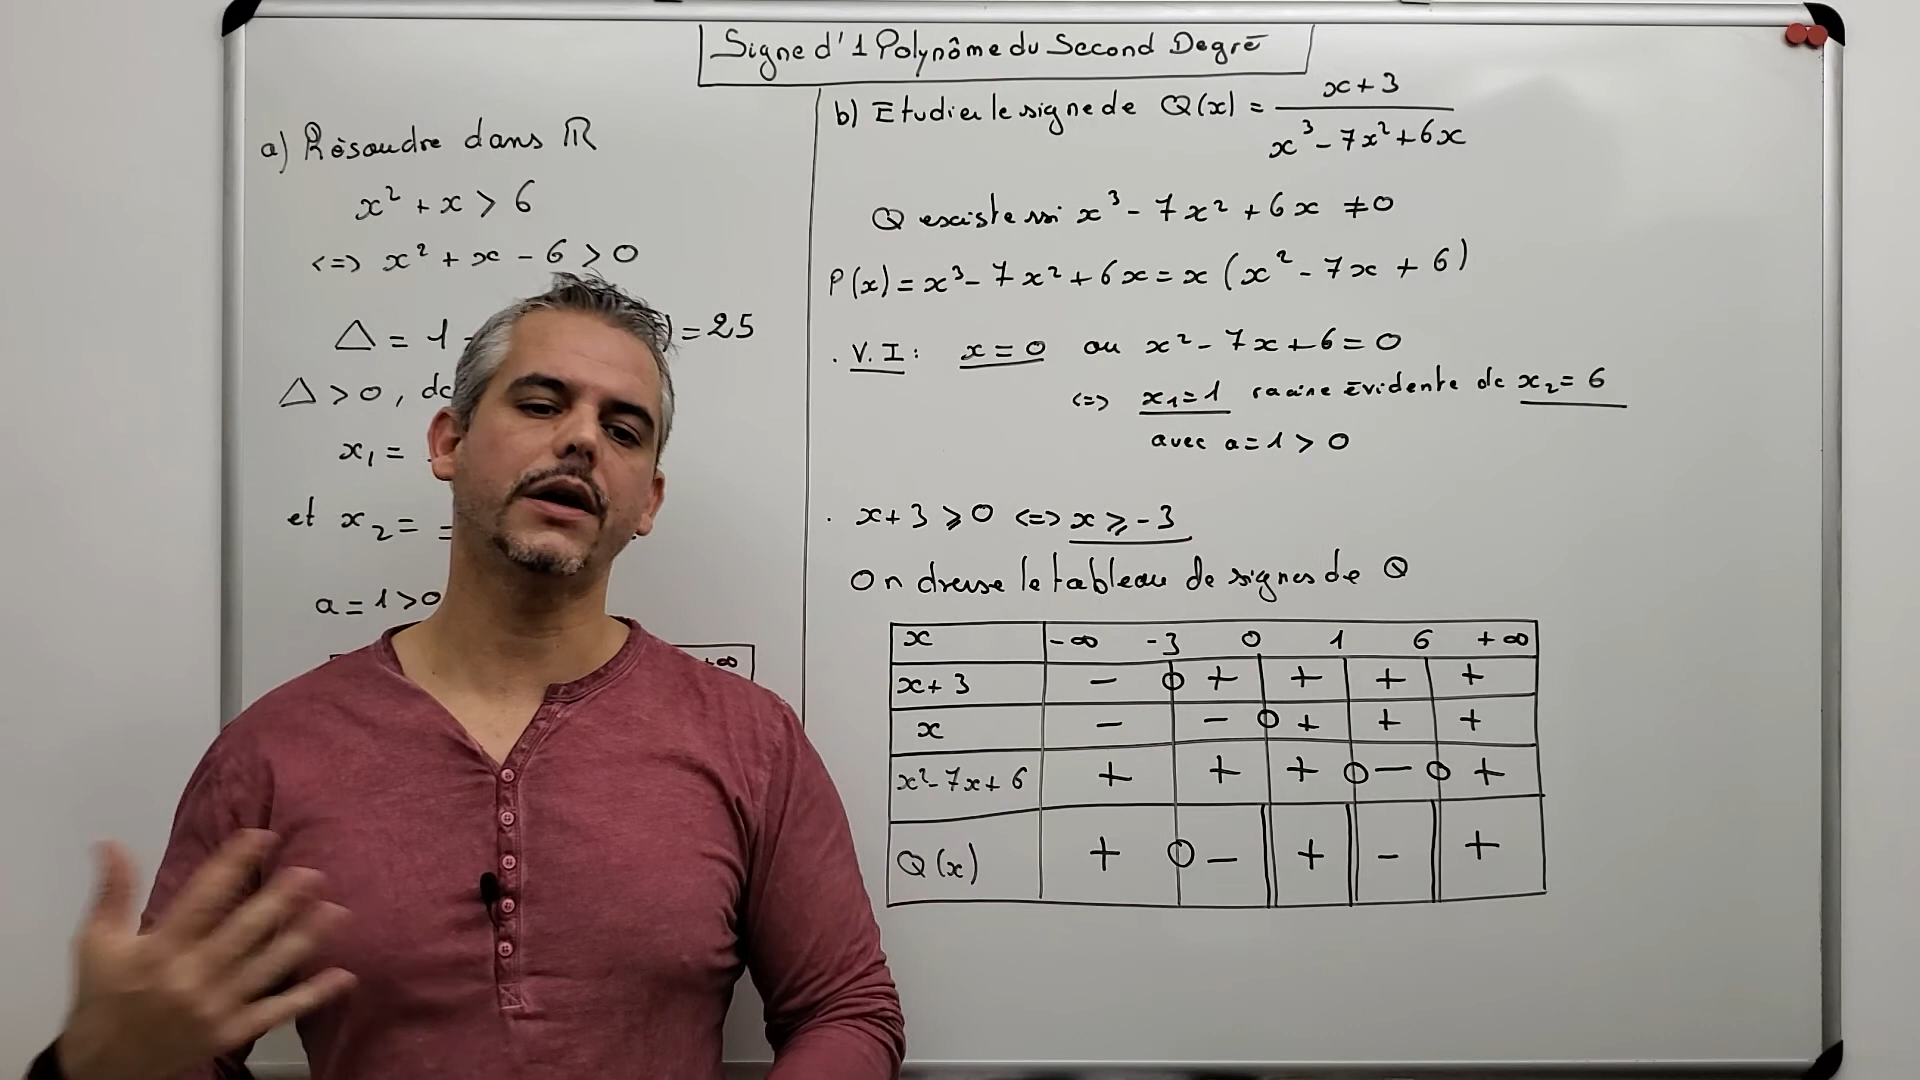 Signe d'1 Polynôme du Second Degré
a) Résoudre dans ℝ
x² + x > 6
<=> x² + x - 6 > 0
Δ = 1 - ) = 25
Δ > 0, dc
x₁ =
et x₂ = =
a = 1 > 0
+∞
b) Etudier le signe de Q(x) = (x+3)/(x³ - 7x² + 6x)
Q existe ssi x³ - 7x² + 6x ≠ 0
P(x) = x³ - 7x² + 6x = x (x² - 7x + 6)
. V.I : x = 0 ou x² - 7x + 6 = 0
<=> x₁ = 1 racine évidente de x₂ = 6
avec a = 1 > 0
. x + 3 ⩾ 0 <=> x ⩾ -3
On dresse le tableau de signes de Q
x -∞ -3 0 1 6 +∞
x+3 - 0 + + + +
x - - 0 + + +
x² - 7x + 6 + + + 0 - 0 +
Q(x) + 0 - || + || - || +